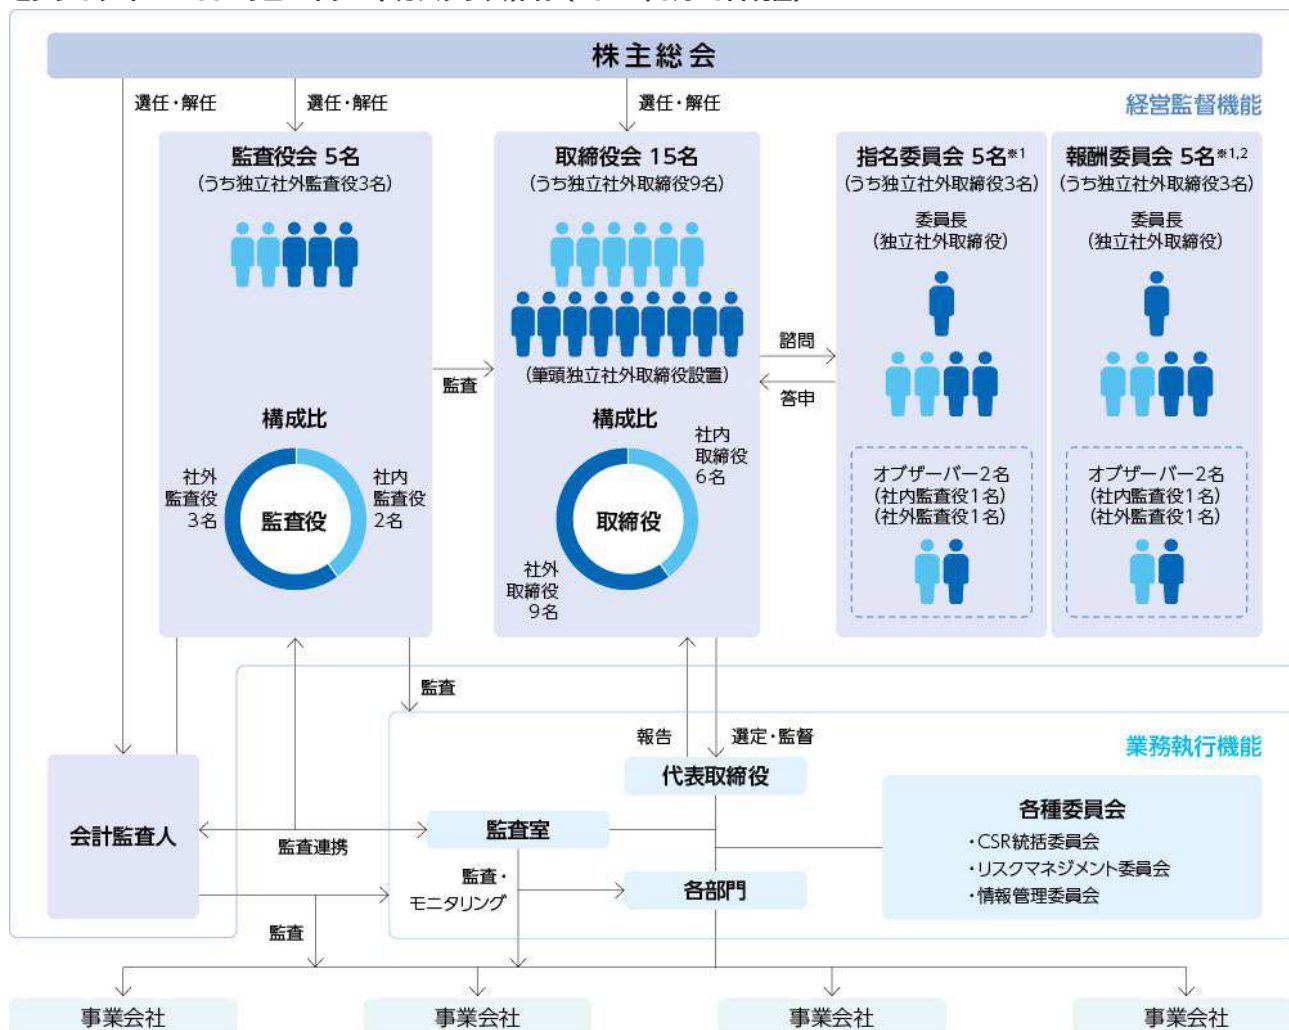 株主総会
選任・解任
選任・解任
選任・解任
経営監督機能
監査役会 5名
(うち独立社外監査役3名)
取締役会 15名
(うち独立社外取締役9名)
指名委員会 5名※1
(うち独立社外取締役3名)
委員長
(独立社外取締役)
報酬委員会 5名※1,2
(うち独立社外取締役3名)
委員長
(独立社外取締役)
(筆頭独立社外取締役設置)
監査
諮問
答申
構成比
社外
監査役
3名
監査役
社内
監査役
2名
構成比
社内
取締役
6名
取締役
社外
取締役
9名
オブザーバー2名
(社内監査役1名)
(社外監査役1名)
オブザーバー2名
(社内監査役1名)
(社外監査役1名)
監査
報告
選定・監督
業務執行機能
代表取締役
会計監査人
監査連携
監査室
各種委員会
・CSR統括委員会
・リスクマネジメント委員会
・情報管理委員会
監査・
モニタリング
各部門
監査
事業会社
事業会社
事業会社
事業会社